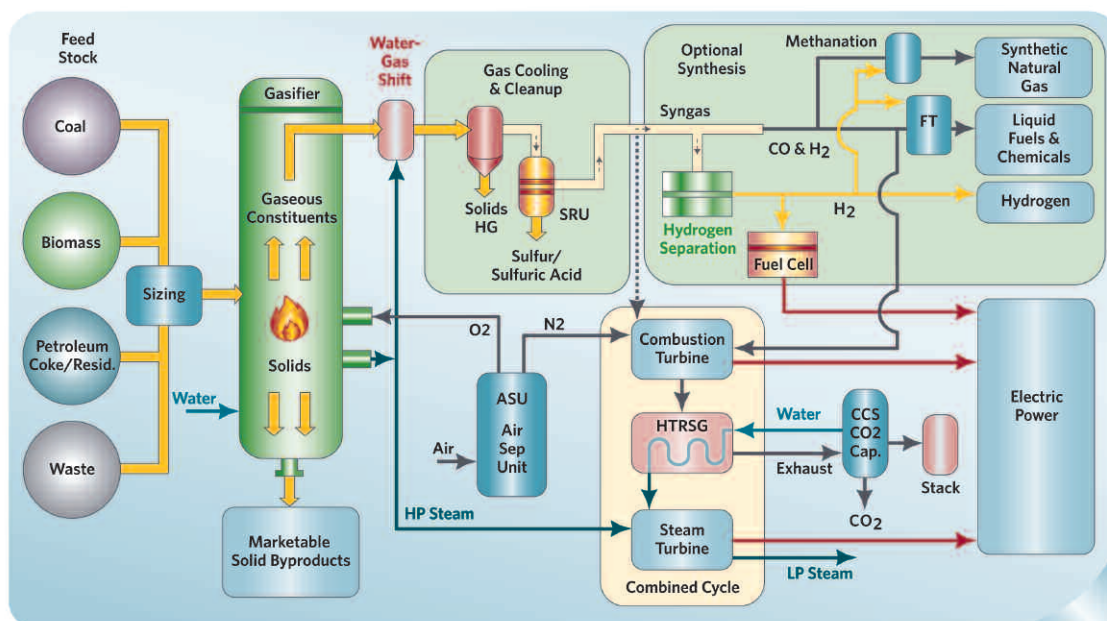 Feed
Stock
Coal
Biomass
Sizing
Petroleum
Coke/Resid.
Waste
Water
Gasifier
Gaseous
Constituents
Solids
Marketable
Solid Byproducts
Water-
Gas
Shift
Gas Cooling
& Cleanup
Solids
HG
SRU
Sulfur/
Sulfuric Acid
O2
N2
ASU
Air
Sep
Unit
Air
HP Steam
Optional
Synthesis
Syngas
Methanation
CO & H2
FT
H2
Hydrogen
Separation
Fuel Cell
Synthetic
Natural
Gas
Liquid
Fuels &
Chemicals
Hydrogen
Combustion
Turbine
HTRSG
Water
Exhaust
CCS
CO2
Cap.
Stack
CO2
Steam
Turbine
LP Steam
Combined Cycle
Electric
Power